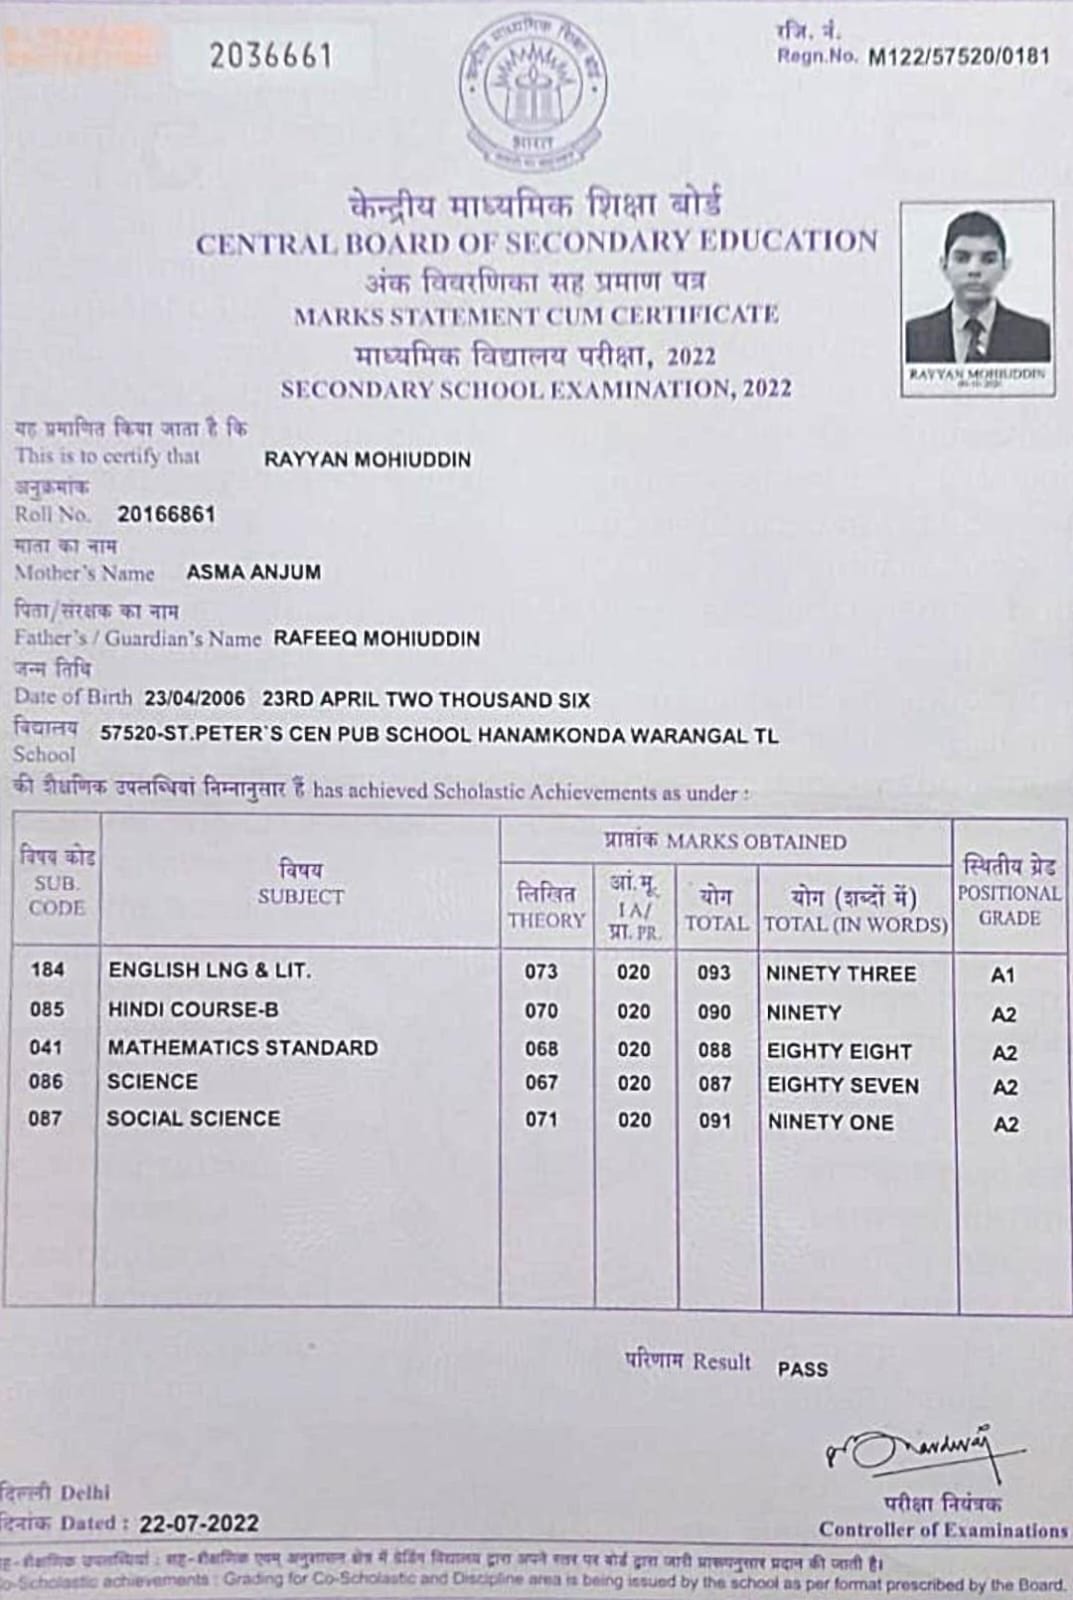 2036661
रजि. नं.
Regn.No. M122/57520/0181
केन्द्रीय माध्यमिक शिक्षा बोर्ड
भारत
केन्द्रीय माध्यमिक शिक्षा बोर्ड
CENTRAL BOARD OF SECONDARY EDUCATION
अंक विवरणिका सह प्रमाण पत्र
MARKS STATEMENT CUM CERTIFICATE
माध्यमिक विद्यालय परीक्षा, 2022
SECONDARY SCHOOL EXAMINATION, 2022
RAYYAN MOHIUDDIN
यह प्रमाणित किया जाता है कि
This is to certify that RAYYAN MOHIUDDIN
अनुक्रमांक
Roll No. 20166861
माता का नाम
Mother's Name ASMA ANJUM
पिता/संरक्षक का नाम
Father's / Guardian's Name RAFEEQ MOHIUDDIN
जन्म तिथि
Date of Birth 23/04/2006 23RD APRIL TWO THOUSAND SIX
विद्यालय 57520-ST.PETER`S CEN PUB SCHOOL HANAMKONDA WARANGAL TL
School
की शैक्षणिक उपलब्धियां निम्नानुसार हैं has achieved Scholastic Achievements as under :
विषय कोड
SUB.
CODE
विषय
SUBJECT
प्राप्तांक MARKS OBTAINED
लिखित
THEORY
आं.मू.
IA/
प्रा. PR.
योग
TOTAL
योग (शब्दों में)
TOTAL (IN WORDS)
स्थितीय ग्रेड
POSITIONAL
GRADE
184 ENGLISH LNG & LIT. 073 020 093 NINETY THREE A1
085 HINDI COURSE-B 070 020 090 NINETY A2
041 MATHEMATICS STANDARD 068 020 088 EIGHTY EIGHT A2
086 SCIENCE 067 020 087 EIGHTY SEVEN A2
087 SOCIAL SCIENCE 071 020 091 NINETY ONE A2
परिणाम Result PASS
दिल्ली Delhi
दिनांक Dated : 22-07-2022
परीक्षा नियंत्रक
Controller of Examinations
ह-शैक्षणिक उपलब्धियां : सह-शैक्षणिक एवम् अनुशासन क्षेत्र में ग्रेडिंग विद्यालय द्वारा अपने स्तर पर बोर्ड द्वारा जारी प्रारूपनुसार प्रदान की जाती है।
o-Scholastic achievements : Grading for Co-Scholastic and Discipline area is being issued by the school as per format prescribed by the Board.